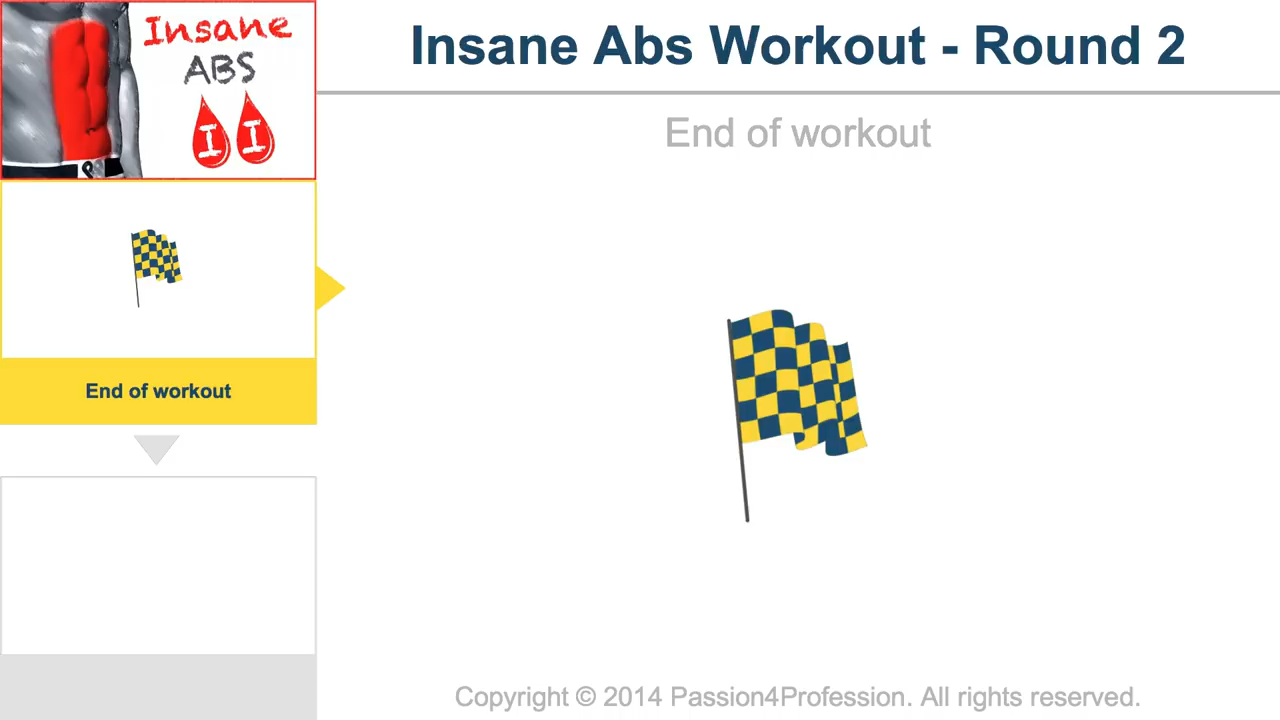 Insane
ABS
I I
Insane Abs Workout - Round 2
End of workout
End of workout
Copyright © 2014 Passion4Profession. All rights reserved.